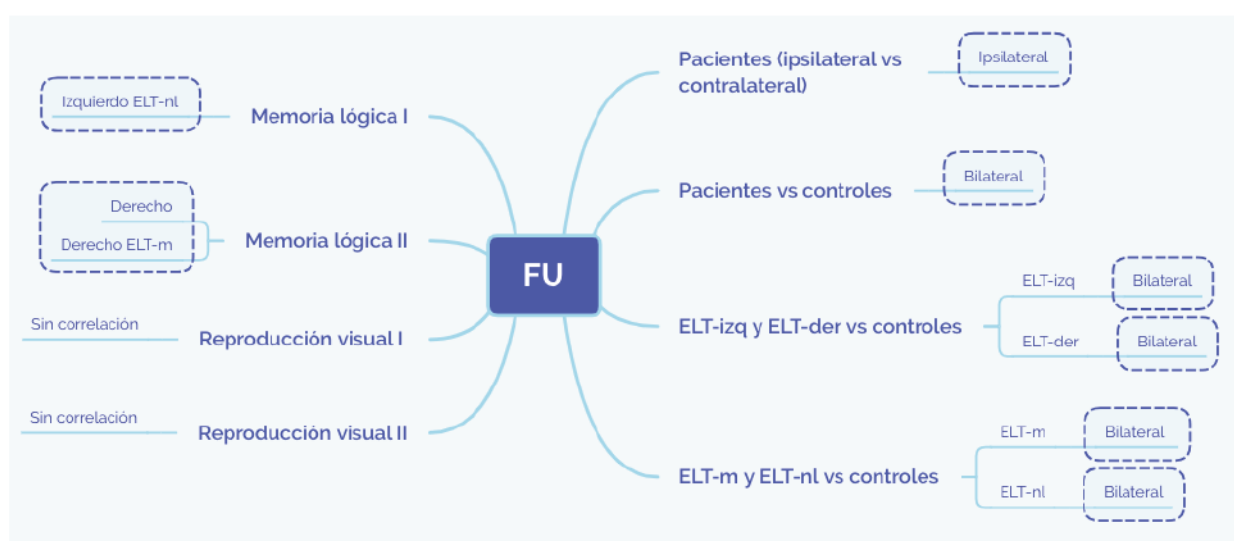 Izquierdo ELT-nl
Memoria lógica I
Derecho
Derecho ELT-m
Memoria lógica II
Sin correlación
Reproducción visual I
Sin correlación
Reproducción visual II
FU
Pacientes (ipsilateral vs
contralateral)
Ipsilateral
Pacientes vs controles
Bilateral
ELT-izq y ELT-der vs controles
ELT-izq
Bilateral
ELT-der
Bilateral
ELT-m y ELT-nl vs controles
ELT-m
Bilateral
ELT-nl
Bilateral